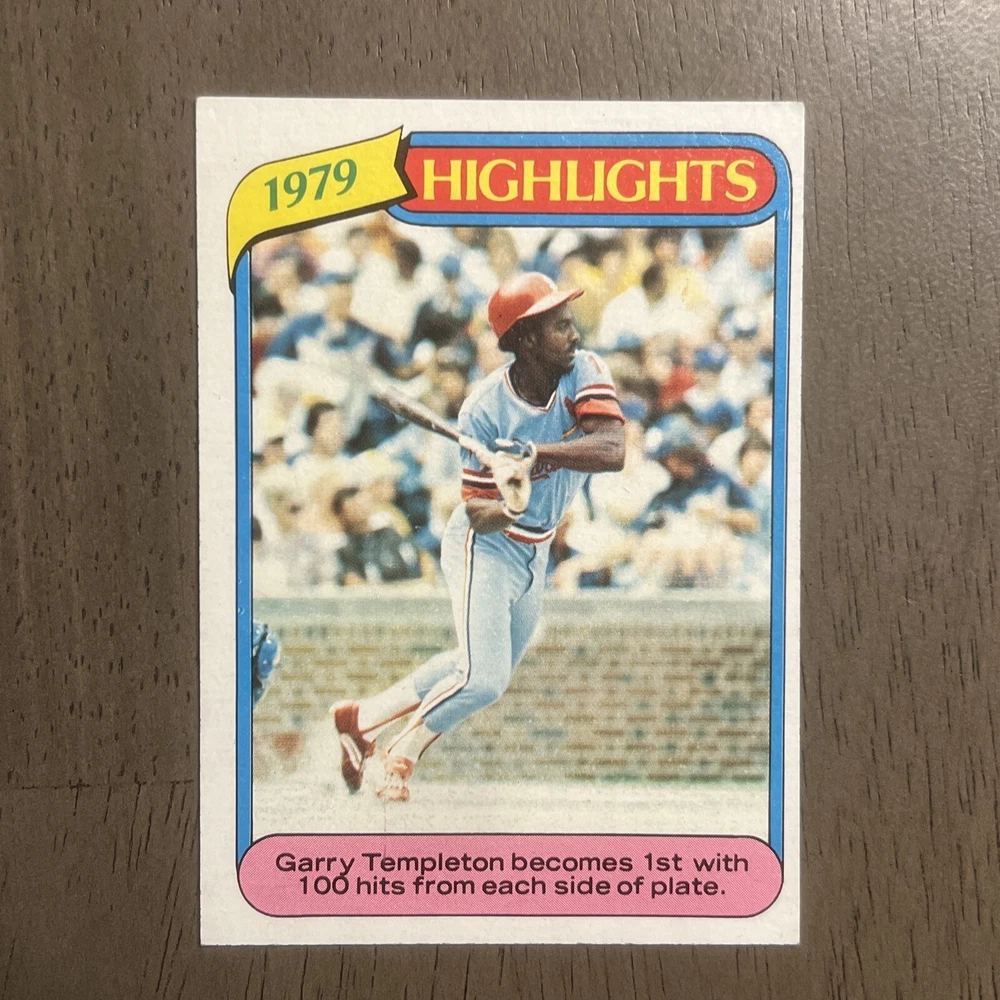 1979
HIGHLIGHTS
Garry Templeton becomes 1st with
100 hits from each side of plate.